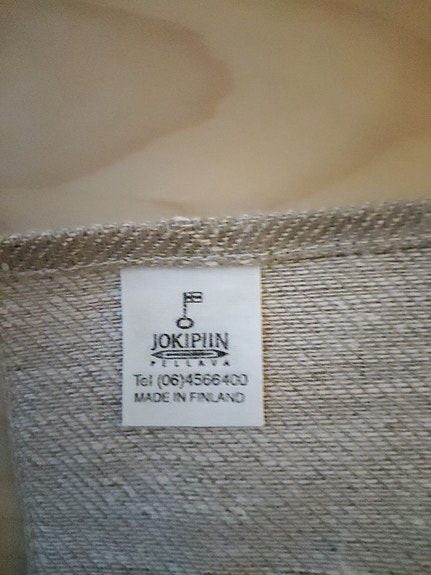 JOKIPIIN
PELLAVA
Tel (06)4566400
MADE IN FINLAND